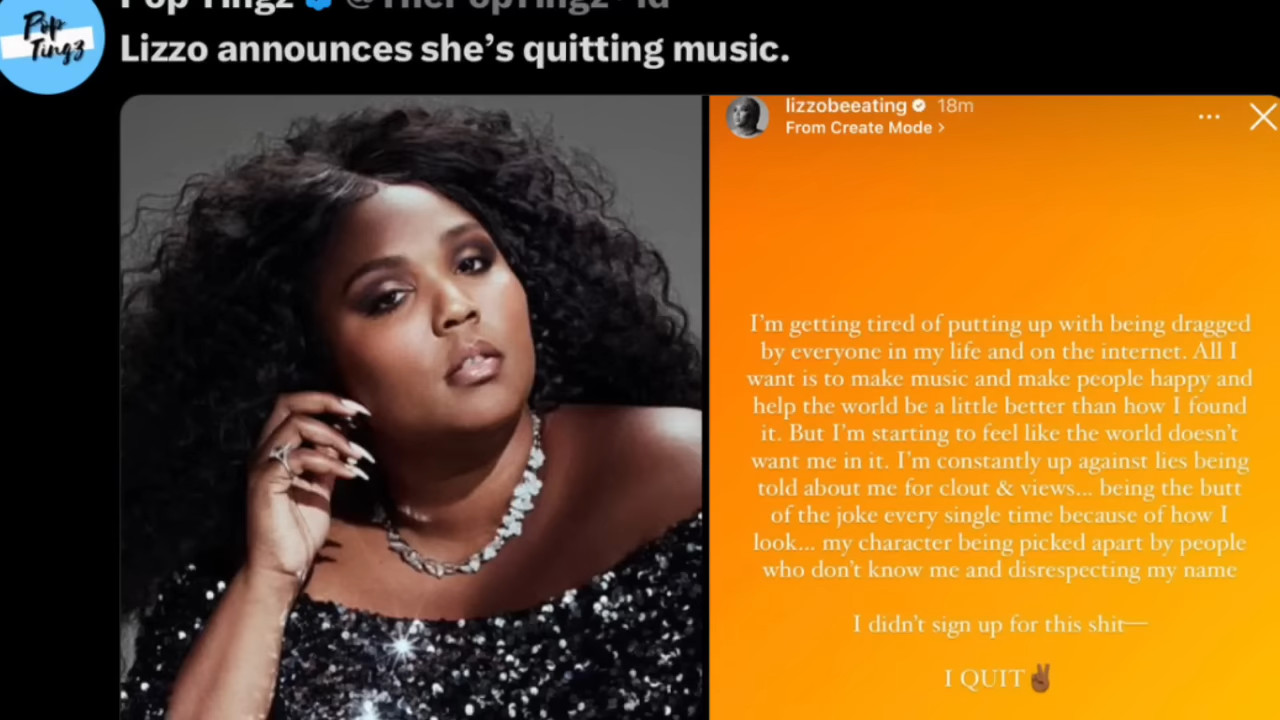 Pop Tingz @ThePopTingz · 1d
Pop
Tingz
Lizzo announces she’s quitting music.
lizzobeeating 18m
From Create Mode >
I’m getting tired of putting up with being dragged
by everyone in my life and on the internet. All I
want is to make music and make people happy and
help the world be a little better than how I found
it. But I’m starting to feel like the world doesn’t
want me in it. I’m constantly up against lies being
told about me for clout & views... being the butt
of the joke every single time because of how I
look... my character being picked apart by people
who don’t know me and disrespecting my name
I didn’t sign up for this shit—
I QUIT✌🏾